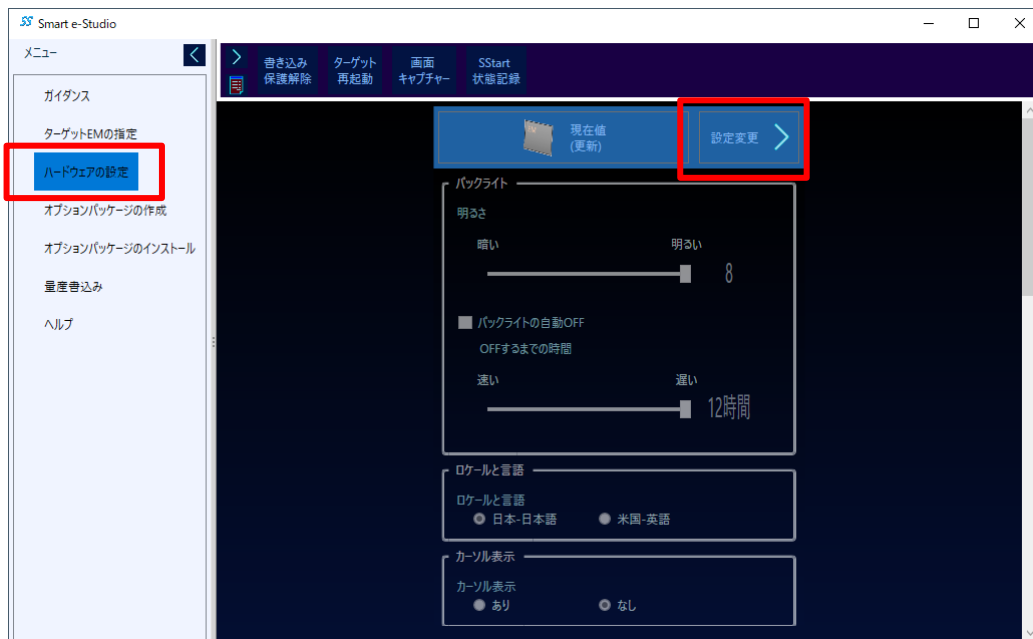 SS Smart e-Studio
メニュー
ガイダンス
ターゲットEMの指定
ハードウェアの設定
オプションパッケージの作成
オプションパッケージのインストール
量産書込み
ヘルプ
書き込み
保護解除
ターゲット
再起動
画面
キャプチャー
SStart
状態記録
現在値
(更新)
設定変更
バックライト
明るさ
暗い 明るい
8
バックライトの自動OFF
OFFするまでの時間
速い 遅い
12時間
ロケールと言語
ロケールと言語
日本-日本語 米国-英語
カーソル表示
カーソル表示
あり なし